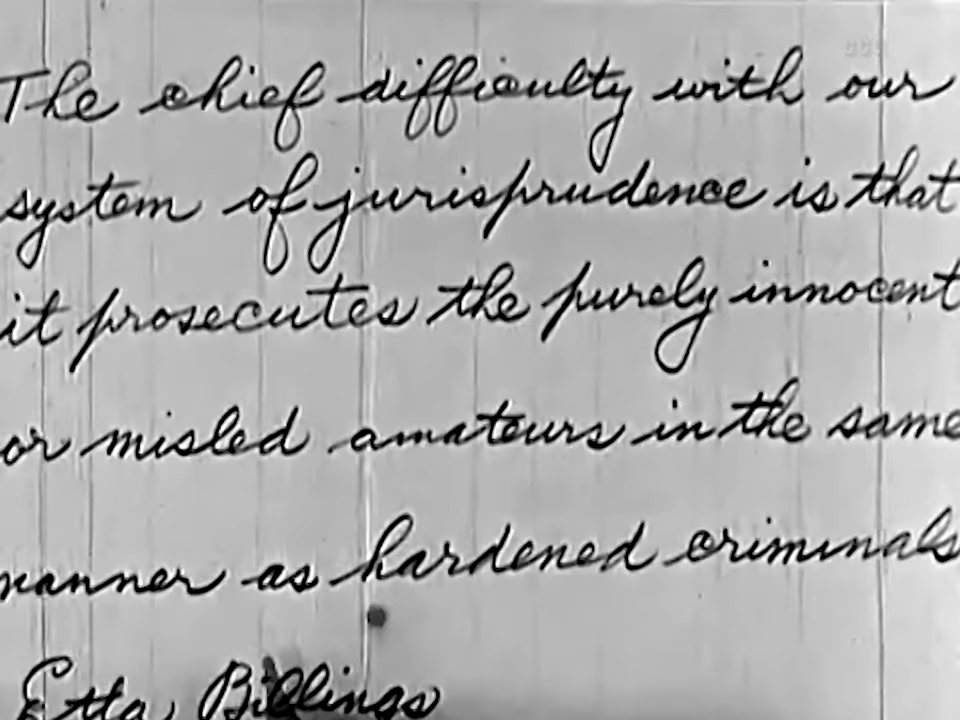 The chief difficulty with our
system of jurisprudence is that
it prosecutes the purely innocent
or misled amateurs in the same
manner as hardened criminals
Etta Billings